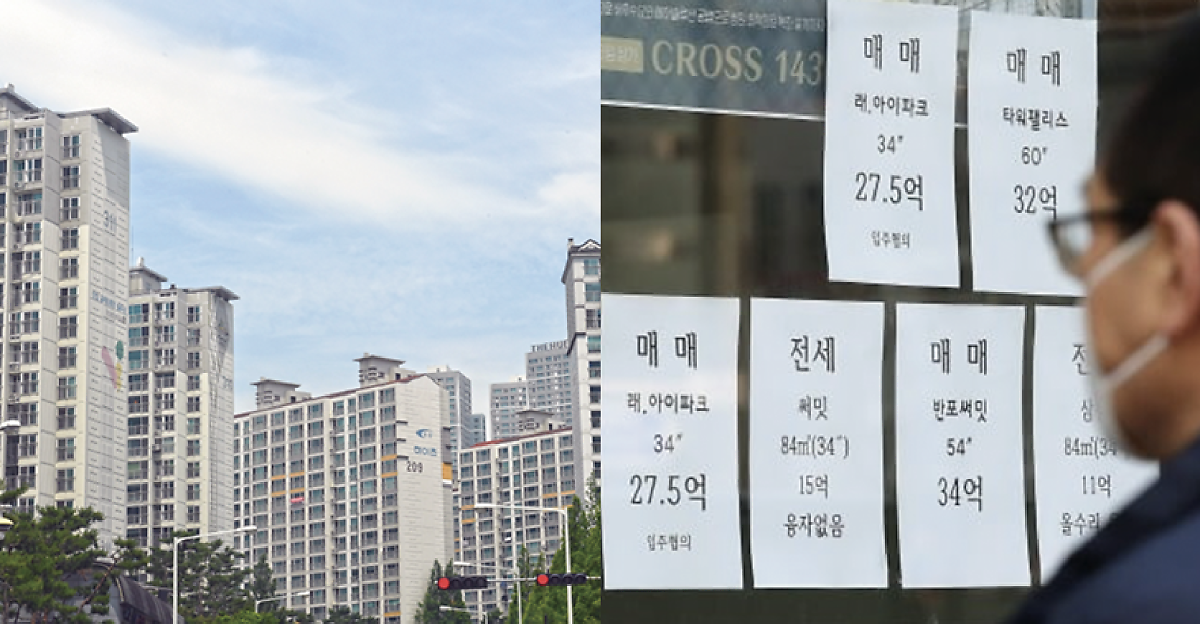 209
CROSS 143
매 매
래.아이파크
34"
27.5억
입주협의
매 매
타워팰리스
60"
32억
매 매
래.아이파크
34"
27.5억
입주협의
전세
써밋
84㎡(34")
15억
융자없음
매 매
반포써밋
54"
34억
84㎡(34
11억
올수리